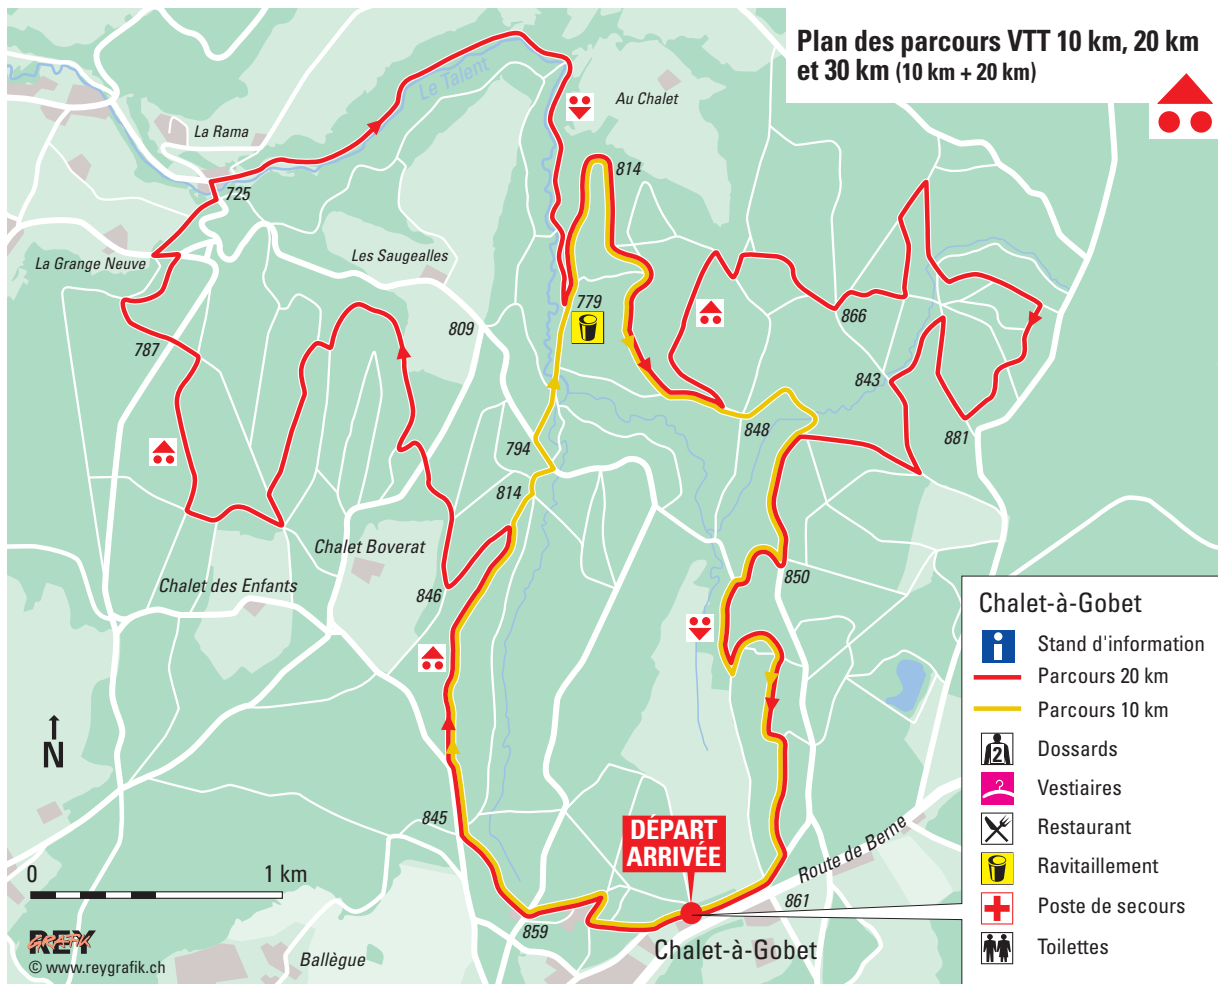 Plan des parcours VTT 10 km, 20 km
et 30 km (10 km + 20 km)
Le Talent
Au Chalet
La Rama
814
725
La Grange Neuve
Les Saugealles
779
866
809
787
843
848
881
794
814
Chalet Boverat
850
Chalet des Enfants
846
Chalet-à-Gobet
Stand d'information
Parcours 20 km
Parcours 10 km
2
Dossards
Vestiaires
Restaurant
Ravitaillement
Poste de secours
Toilettes
N
845
DÉPART
ARRIVÉE
Route de Berne
0
1 km
861
859
Chalet-à-Gobet
Ballègue
REY
GRAFIK
© www.reygrafik.ch